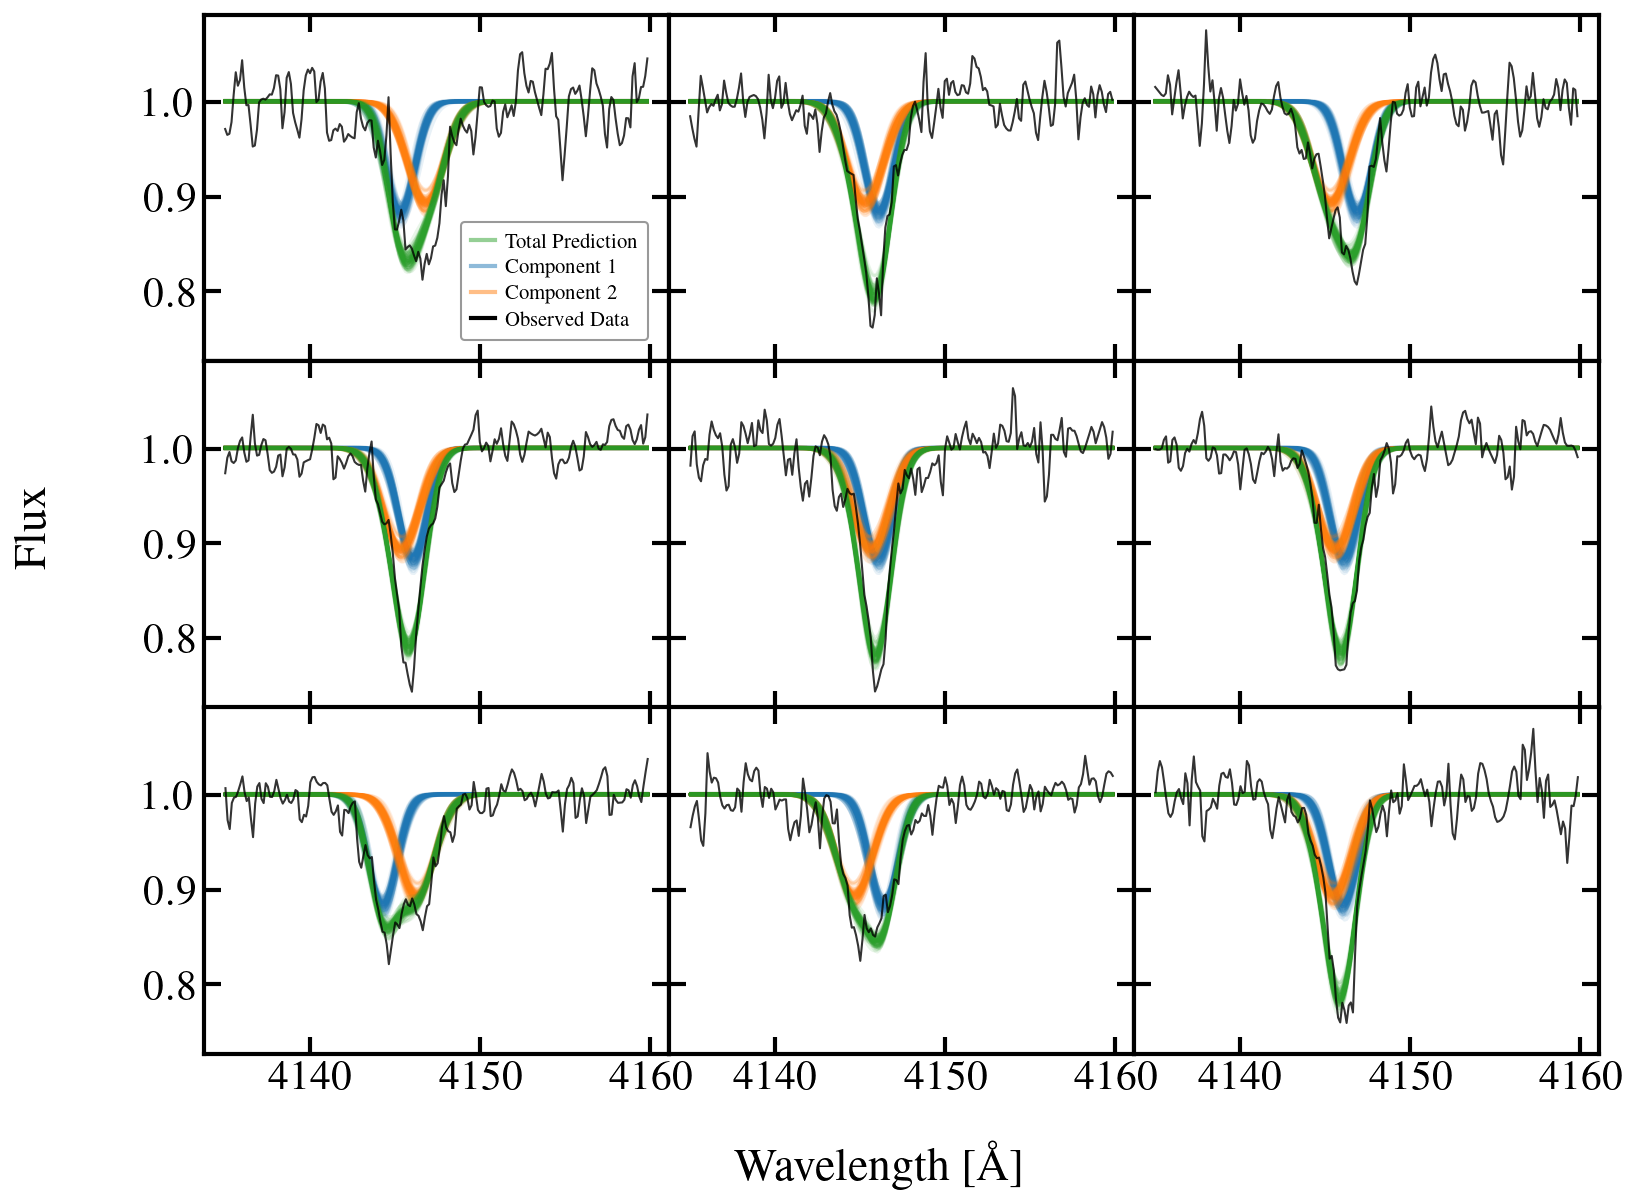 1.0
0.9
0.8
Total Prediction
Component 1
Component 2
Observed Data
1.0
0.9
0.8
Flux
1.0
0.9
0.8
4140 4150 4160 4140 4150 4160 4140 4150 4160
Wavelength [Å]